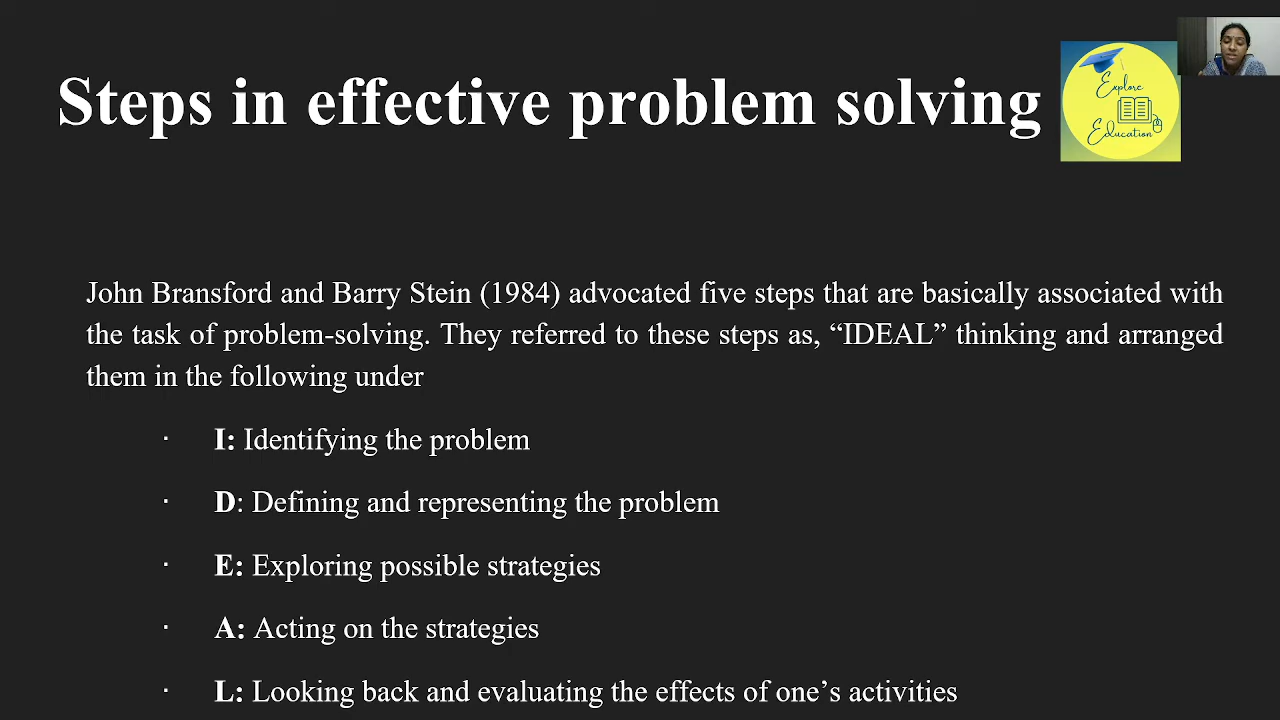 Steps in effective problem solving
Explore
Education
John Bransford and Barry Stein (1984) advocated five steps that are basically associated with
the task of problem-solving. They referred to these steps as, “IDEAL” thinking and arranged
them in the following under
· I: Identifying the problem
· D: Defining and representing the problem
· E: Exploring possible strategies
· A: Acting on the strategies
· L: Looking back and evaluating the effects of one’s activities